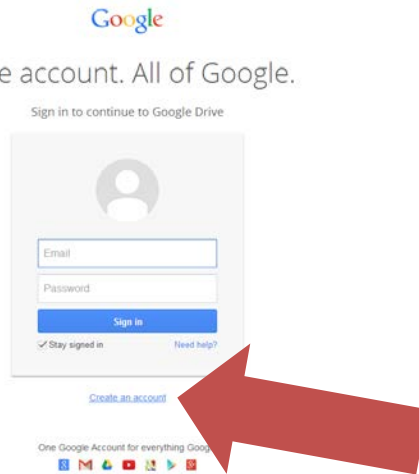 Google
e account. All of Google.
Sign in to continue to Google Drive
Email
Password
Sign in
Stay signed in Need help?
Create an account
One Google Account for everything Goog